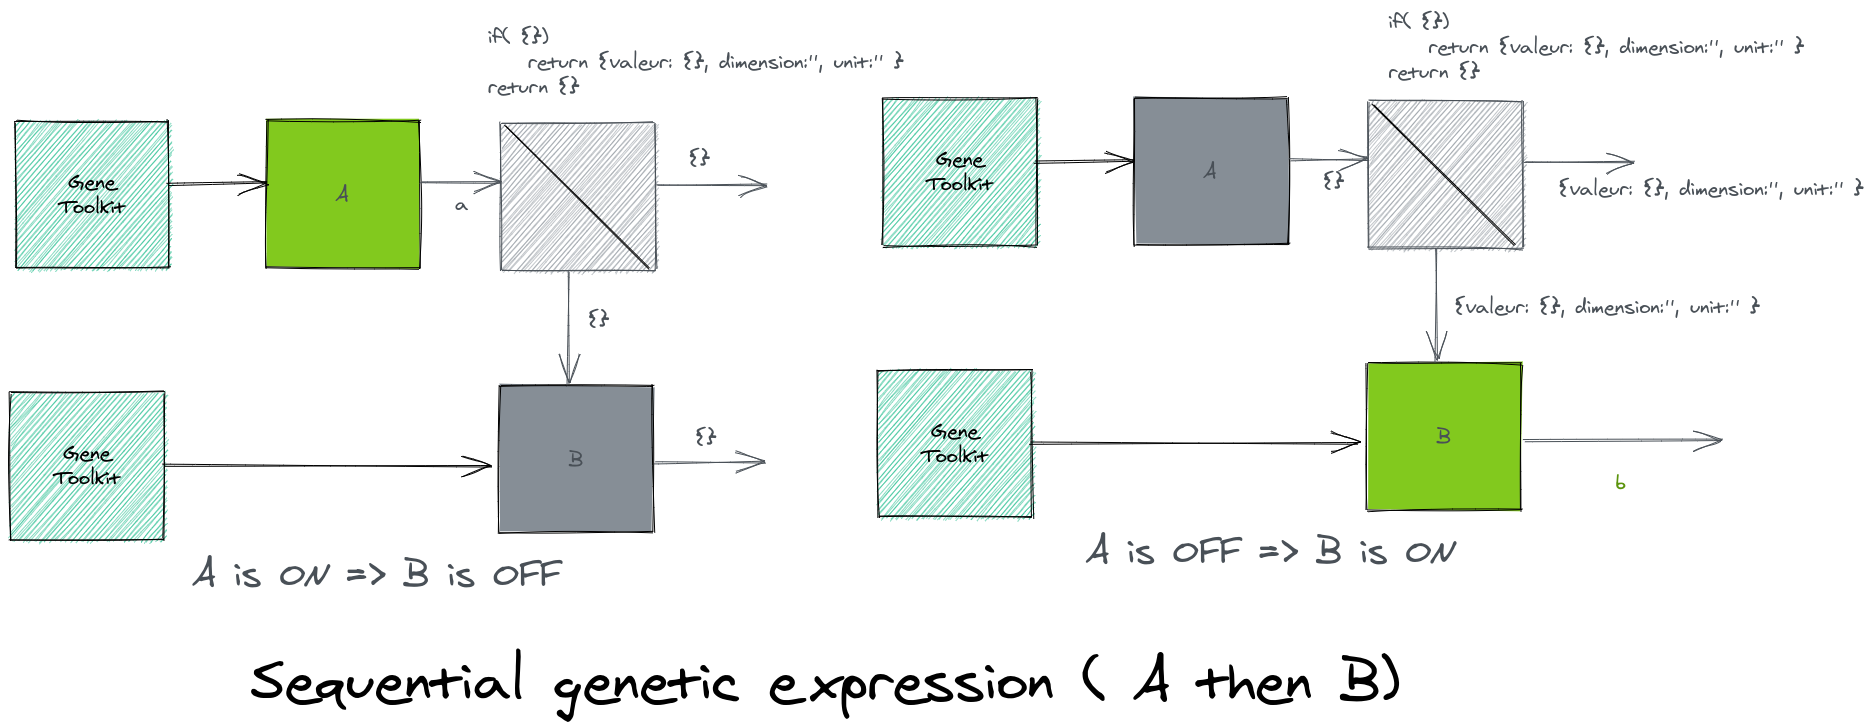 if( {})
return {valeur: {}, dimension:'', unit:'' }
return {}
Gene
Toolkit
A
a
{}
{}
Gene
Toolkit
B
{}
A is ON => B is OFF
if( {})
return {valeur: {}, dimension:'', unit:'' }
return {}
Gene
Toolkit
A
{}
{valeur: {}, dimension:'', unit:'' }
{valeur: {}, dimension:'', unit:'' }
Gene
Toolkit
B
b
A is OFF => B is ON
Sequential genetic expression ( A then B)